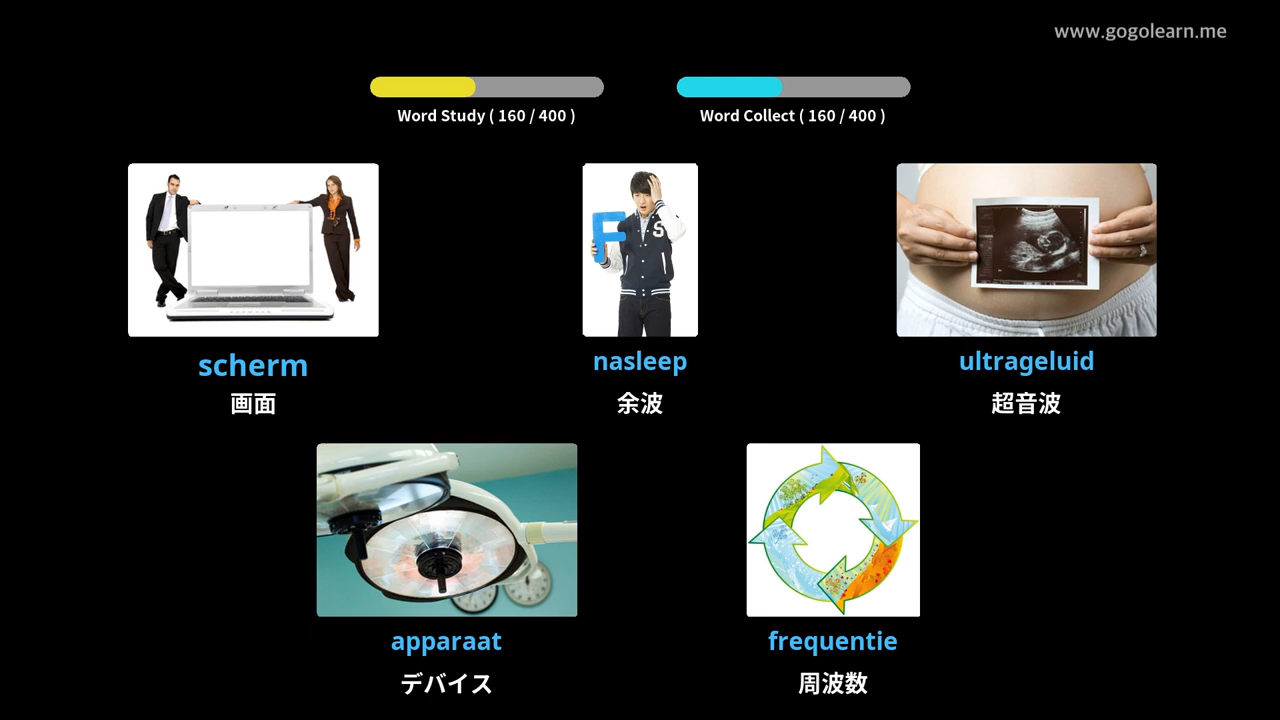 www.gogolearn.me
Word Study ( 160 / 400 )
Word Collect ( 160 / 400 )
F
S
scherm
画面
nasleep
余波
ultrageluid
超音波
apparaat
デバイス
frequentie
周波数